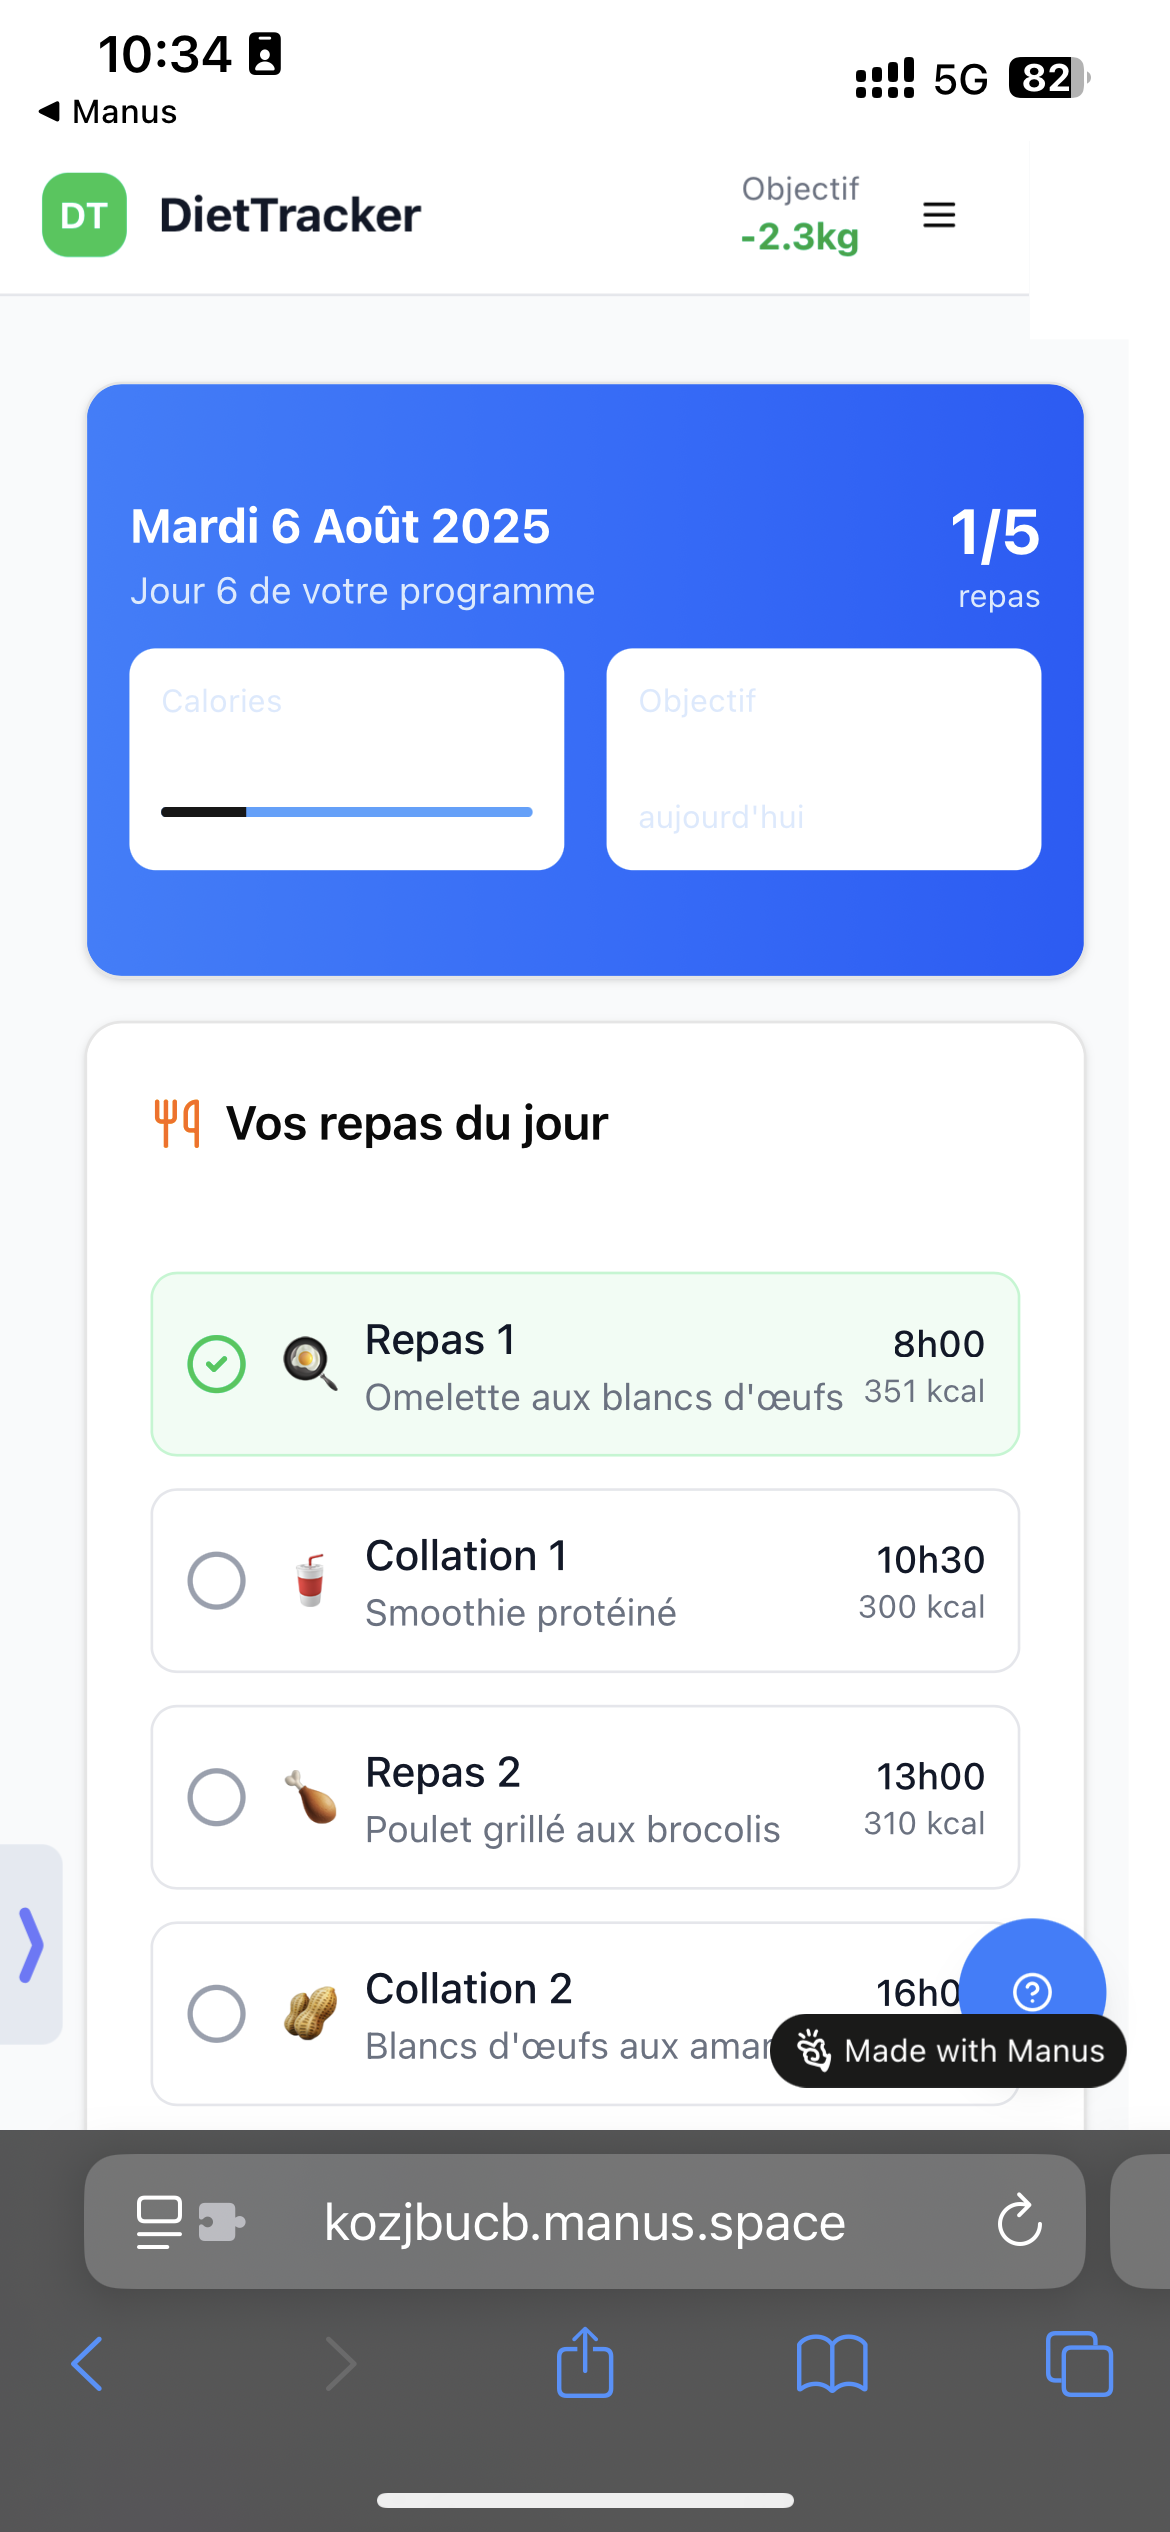 10:34
5G 82
◀ Manus
DT DietTracker
Objectif
-2.3kg
Mardi 6 Août 2025
Jour 6 de votre programme
1/5
repas
Calories
Objectif
aujourd'hui
Vos repas du jour
Repas 1
Omelette aux blancs d'œufs
8h00
351 kcal
Collation 1
Smoothie protéiné
10h30
300 kcal
Repas 2
Poulet grillé aux brocolis
13h00
310 kcal
Collation 2
Blancs d'œufs aux
Made with Manus
kozjbucb.manus.space